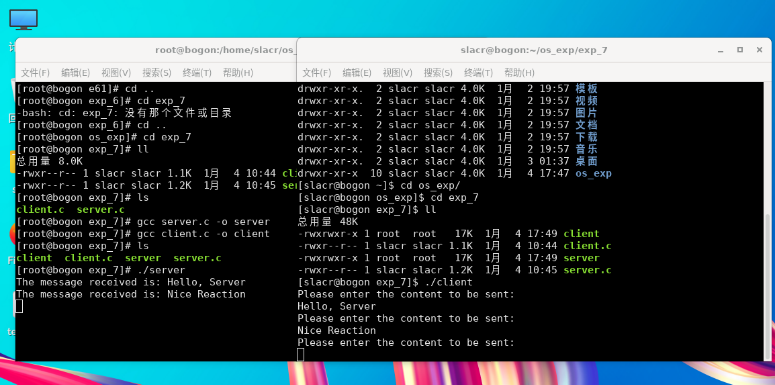 root@bogon:/home/slacr/os_
文件(F) 编辑(E) 视图(V) 搜索(S) 终端(T) 帮助(H)
[root@bogon e61]# cd ..
[root@bogon exp_6]# cd exp_7
-bash: cd: exp_7: 没有那个文件或目录
[root@bogon exp_6]# cd ..
[root@bogon os_exp]# cd exp_7
[root@bogon exp_7]# ll
总用量 8.0K
-rwxr--r-- 1 slacr slacr 1.1K 1月 4 10:44 cli
-rwxr--r-- 1 slacr slacr 1.2K 1月 4 10:45 ser
[root@bogon exp_7]# ls
client.c server.c
[root@bogon exp_7]# gcc server.c -o server
[root@bogon exp_7]# gcc client.c -o client
[root@bogon exp_7]# ls
client client.c server server.c
[root@bogon exp_7]# ./server
The message received is: Hello, Server
The message received is: Nice Reaction
slacr@bogon:~/os_exp/exp_7
文件(F) 编辑(E) 视图(V) 搜索(S) 终端(T) 帮助(H)
drwxr-xr-x. 2 slacr slacr 4.0K 1月 2 19:57 模板
drwxr-xr-x. 2 slacr slacr 4.0K 1月 2 19:57 视频
drwxr-xr-x. 2 slacr slacr 4.0K 1月 2 19:57 图片
drwxr-xr-x. 2 slacr slacr 4.0K 1月 2 19:57 文档
drwxr-xr-x. 2 slacr slacr 4.0K 1月 2 19:57 下载
drwxr-xr-x. 2 slacr slacr 4.0K 1月 2 19:57 音乐
drwxr-xr-x. 2 slacr slacr 4.0K 1月 3 01:37 桌面
drwxr-xr-x 10 slacr slacr 4.0K 1月 4 17:47 os_exp
[slacr@bogon ~]$ cd os_exp/
[slacr@bogon os_exp]$ cd exp_7
[slacr@bogon exp_7]$ ll
总用量 48K
-rwxrwxr-x 1 root root 17K 1月 4 17:49 client
-rwxr--r-- 1 slacr slacr 1.1K 1月 4 10:44 client.c
-rwxrwxr-x 1 root root 17K 1月 4 17:49 server
-rwxr--r-- 1 slacr slacr 1.2K 1月 4 10:45 server.c
[slacr@bogon exp_7]$ ./client
Please enter the content to be sent:
Hello, Server
Please enter the content to be sent:
Nice Reaction
Please enter the content to be sent: